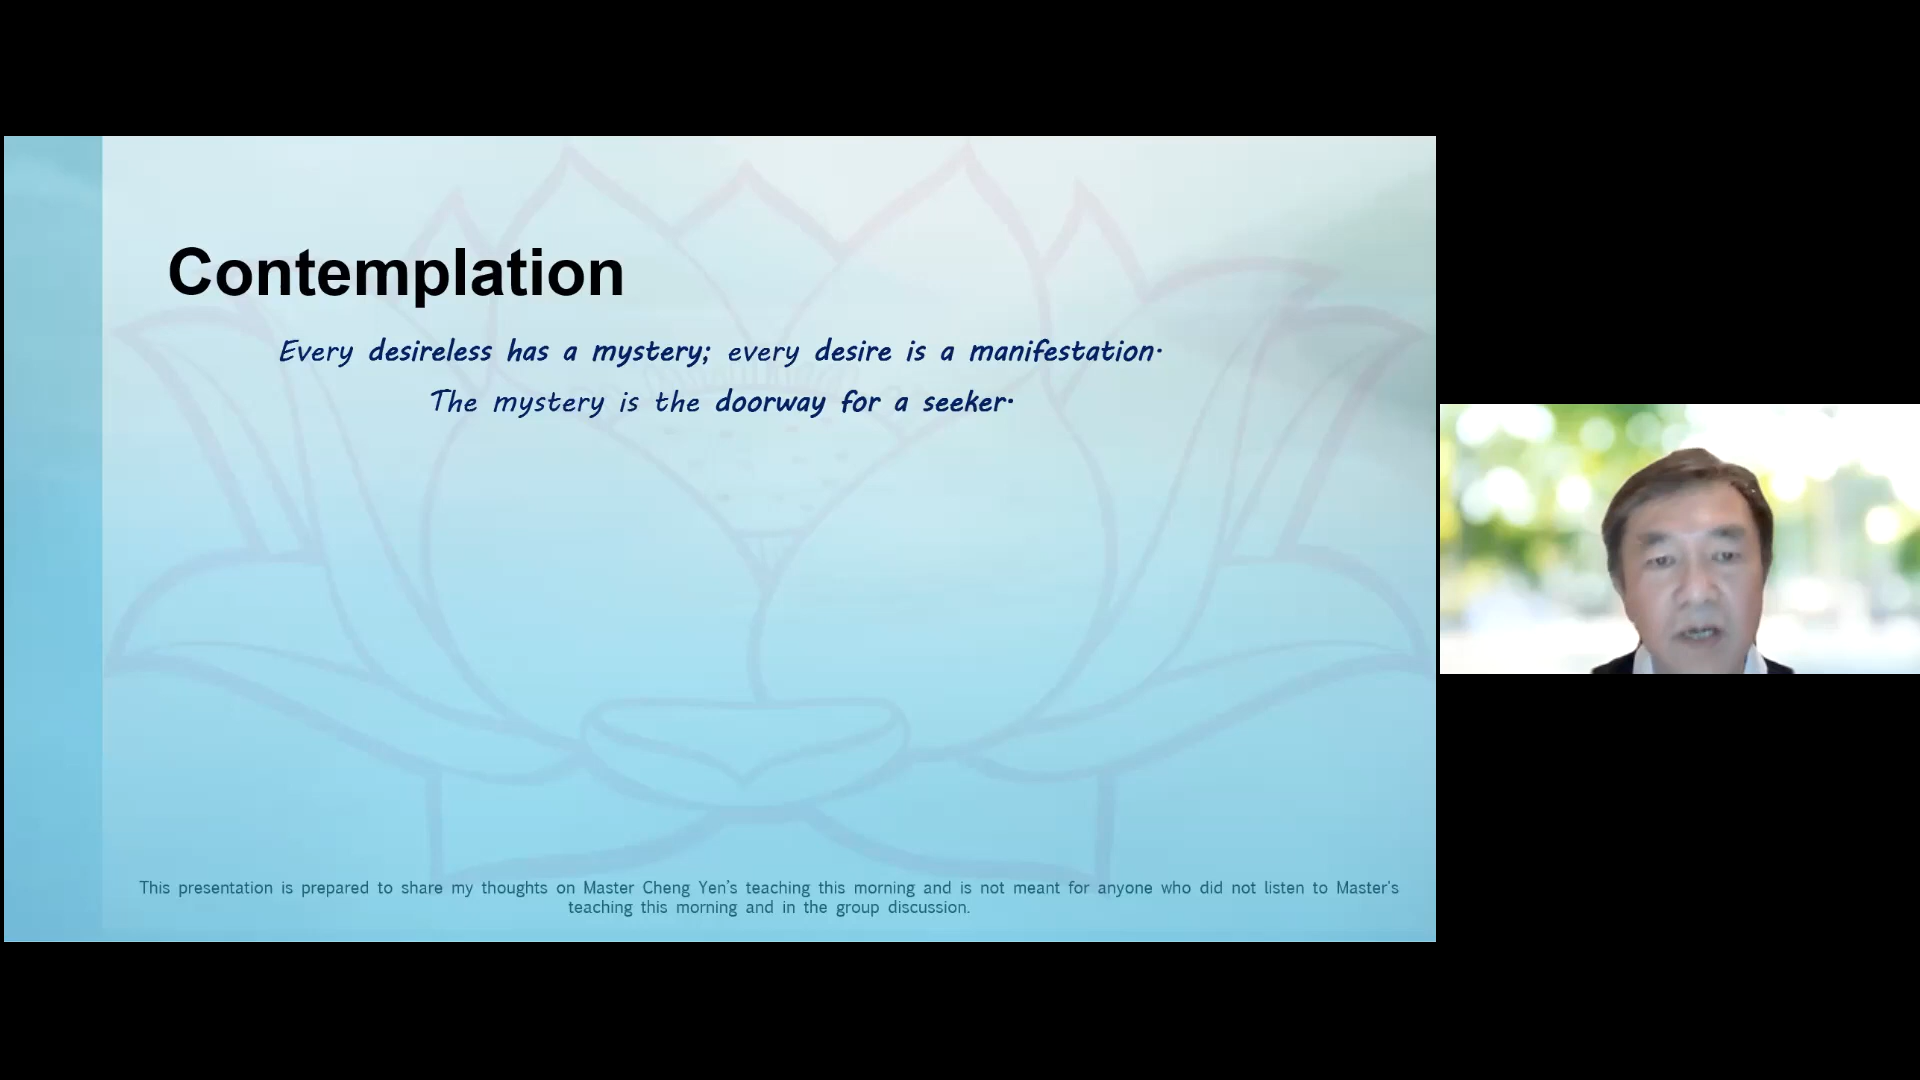 Contemplation
Every desireless has a mystery; every desire is a manifestation.
The mystery is the doorway for a seeker.
This presentation is prepared to share my thoughts on Master Cheng Yen's teaching this morning and is not meant for anyone who did not listen to Master's
teaching this morning and in the group discussion.